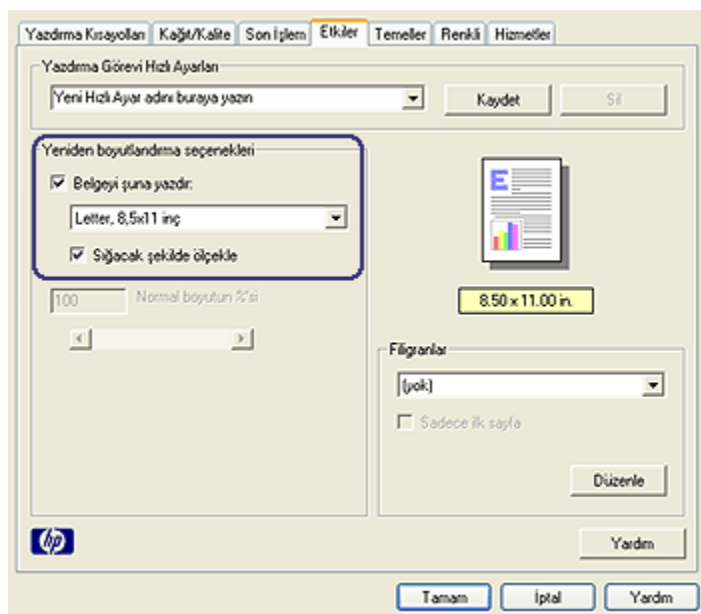 Yazdırma Kısayolları Kağıt/Kalite Son İşlem Etkiler Temeller Renkli Hizmetler
Yazdırma Görevi Hızlı Ayarları
Yeni Hızlı Ayar adını buraya yazın
Kaydet
Sil
Yeniden boyutlandırma seçenekleri
Belgeyi şuna yazdır:
Letter, 8,5x11 inç
Sığacak şekilde ölçekle
100 Normal boyutun %'si
E
8.50 x 11.00 in.
Filigranlar
(yok)
Sadece ilk sayfa
Düzenle
hp
Yardım
Tamam İptal Yardım